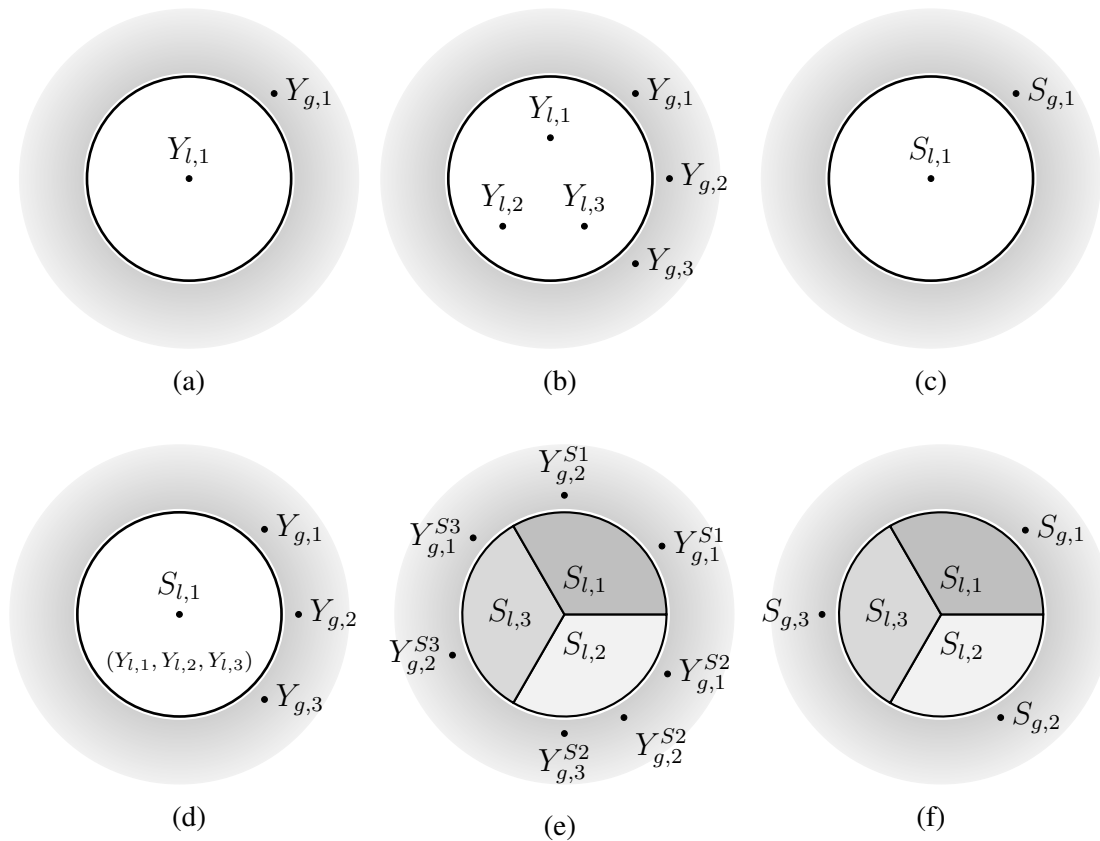 Y_{g,1}
Y_{l,1}
(a)
Y_{g,1}
Y_{l,1}
Y_{g,2}
Y_{l,2} Y_{l,3}
Y_{g,3}
(b)
S_{g,1}
S_{l,1}
(c)
Y_{g,1}
S_{l,1}
Y_{g,2}
(Y_{l,1}, Y_{l,2}, Y_{l,3})
Y_{g,3}
(d)
Y_{g,2}^{S1}
Y_{g,1}^{S3} Y_{g,1}^{S1}
S_{l,1}
S_{l,3}
S_{l,2}
Y_{g,2}^{S3} Y_{g,1}^{S2}
Y_{g,3}^{S2} Y_{g,2}^{S2}
(e)
S_{g,1}
S_{l,1}
S_{g,3} S_{l,3}
S_{l,2}
S_{g,2}
(f)